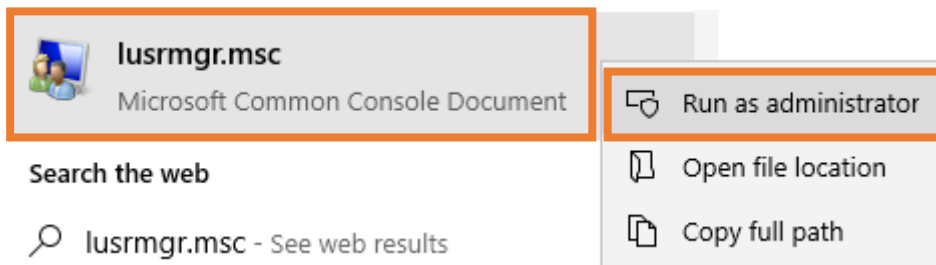 lusrmgr.msc
Microsoft Common Console Document
Run as administrator
Search the web
Open file location
lusrmgr.msc - See web results
Copy full path